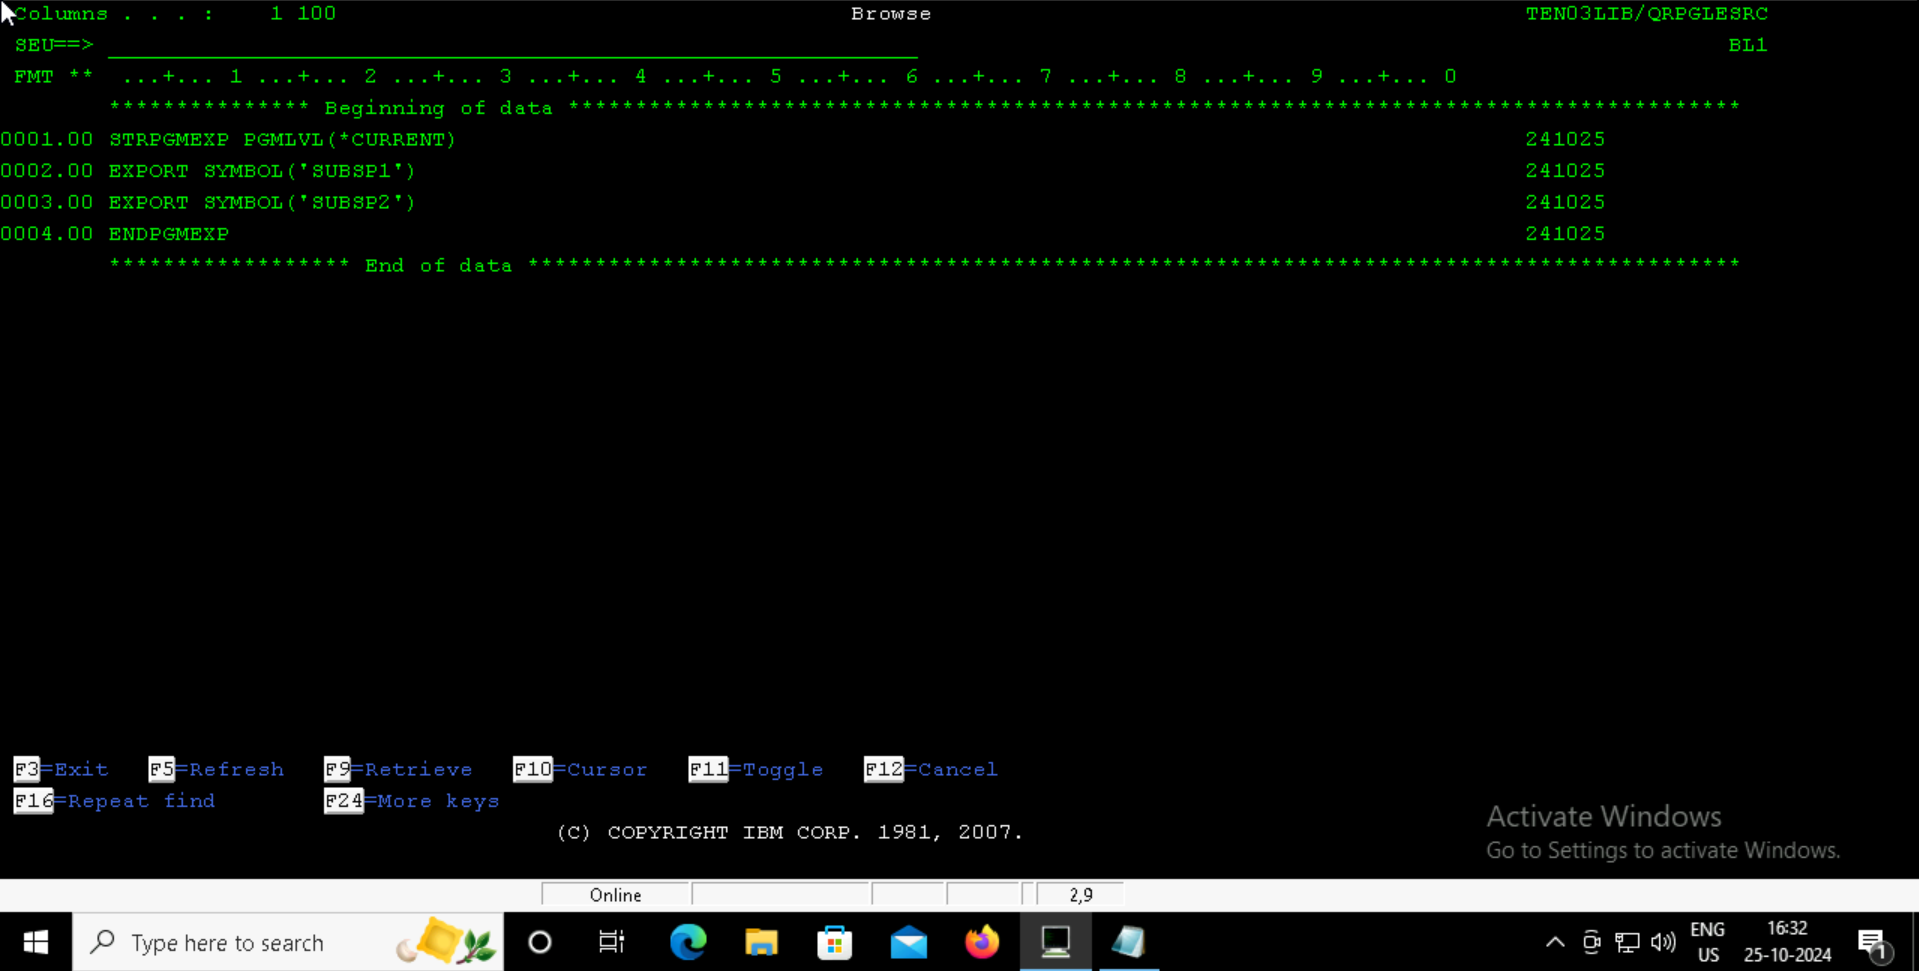 Columns . . . :    1 100                    Browse                    TEN03LIB/QRPGLESRC
SEU==>                    BL1
FMT ** ...+... 1 ...+... 2 ...+... 3 ...+... 4 ...+... 5 ...+... 6 ...+... 7 ...+... 8 ...+... 9 ...+... 0
*************** Beginning of data ***************************************************************************************
0001.00 STRPGMEXP PGMLVL(*CURRENT)                    241025
0002.00 EXPORT SYMBOL('SUBSP1')                    241025
0003.00 EXPORT SYMBOL('SUBSP2')                    241025
0004.00 ENDPGMEXP                    241025
****************** End of data ******************************************************************************************
F3=Exit   F5=Refresh   F9=Retrieve   F10=Cursor   F11=Toggle   F12=Cancel
F16=Repeat find        F24=More keys
(C) COPYRIGHT IBM CORP. 1981, 2007.
Activate Windows
Go to Settings to activate Windows.
Online                    2,9
Type here to search
ENG 16:32
US 25-10-2024
1